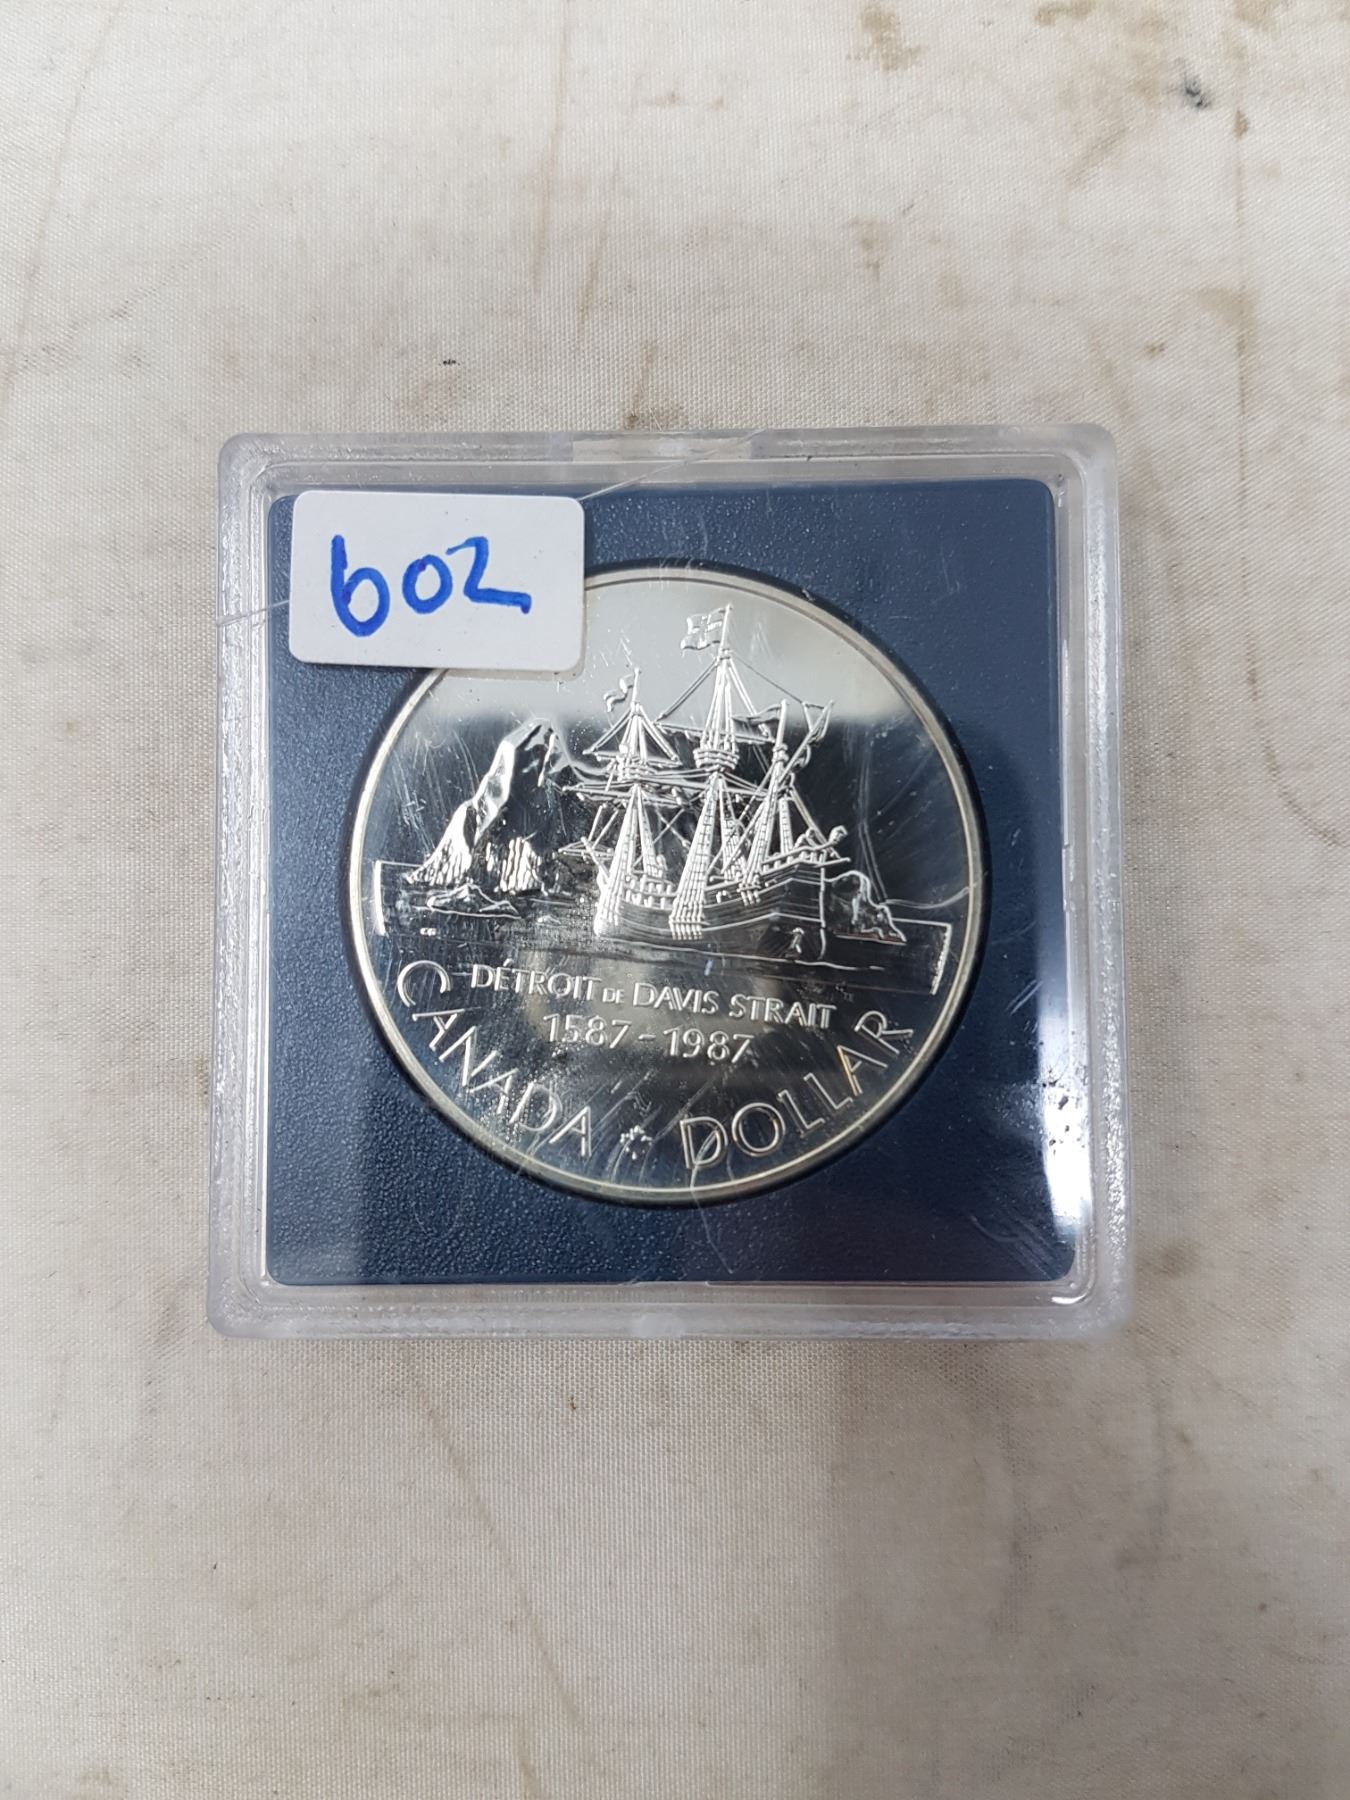 602
DÉTROIT DE DAVIS STRAIT
1587-1987
CANADA DOLLAR